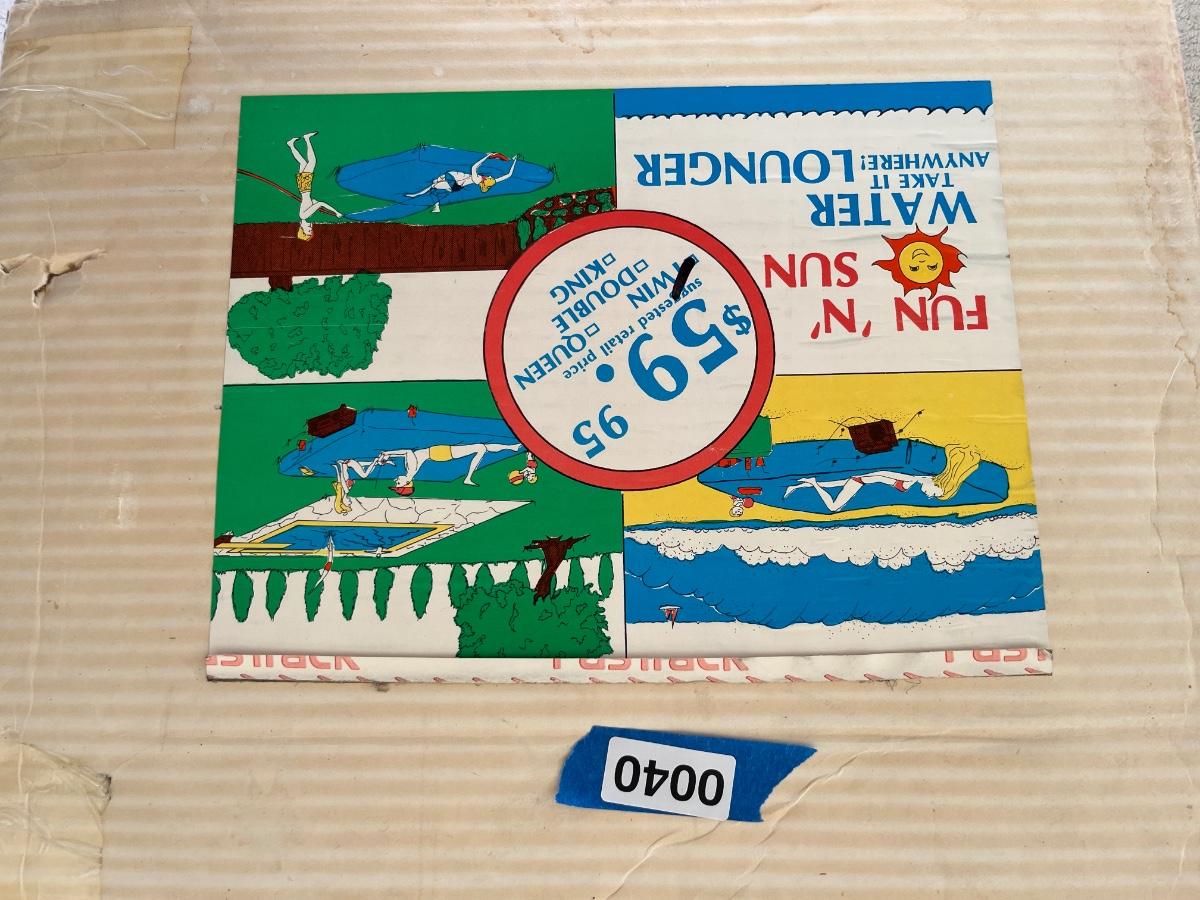 0040
FUN 'N'
SUN
WATER
TAKE IT
ANYWHERE! LOUNGER
$59.95
suggested retail price
TWIN □ QUEEN
□ DOUBLE
□ KING